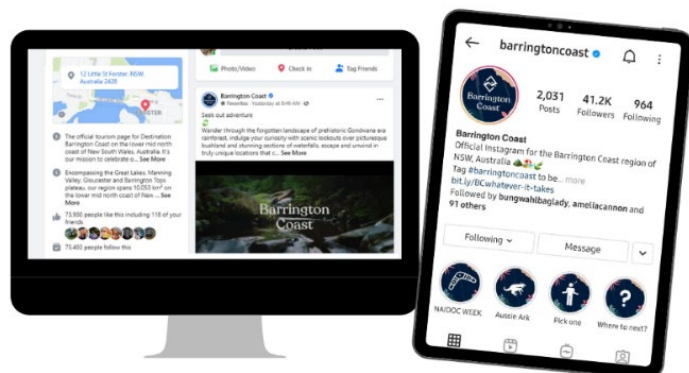 12 Little St Forster, NSW,
Australia 2428
The official tourism page for Destination
Barrington Coast on the lower mid north
coast of New South Wales, Australia. It's
our mission to celebrate o... See More
Encompassing the Great Lakes, Manning
Valley, Gloucester and Barrington Tops
plateau, our region spans 10,053 km² on
the lower mid north coast of New ... See
More
73,900 people like this including 118 of your
friends
75,400 people follow this
Photo/Video
Check in
Tag Friends
Barrington Coast
Yesterday at 8:45 AM
Seek out adventure
Wander through the forgotten landscape of prehistoric Gondwana era
rainforest, indulge your curiosity with scenic lookouts over picturesque
bushland and stunning sections of waterfalls, escape and unwind in
truly unique locations that c... See More
Barrington
Coast
barringtoncoast
Barrington
Coast
2,031
Posts
41.2K
Followers
964
Following
Barrington Coast
Official Instagram for the Barrington Coast region of
NSW, Australia
Tag #barringtoncoast to be... more
bit.ly/BCwhatever-it-takes
Followed by bungwahlbaglady, ameliacannon and
91 others
Following
Message
NAIDOC WEEK
Aussie Ark
Pick one
?
Where to next?